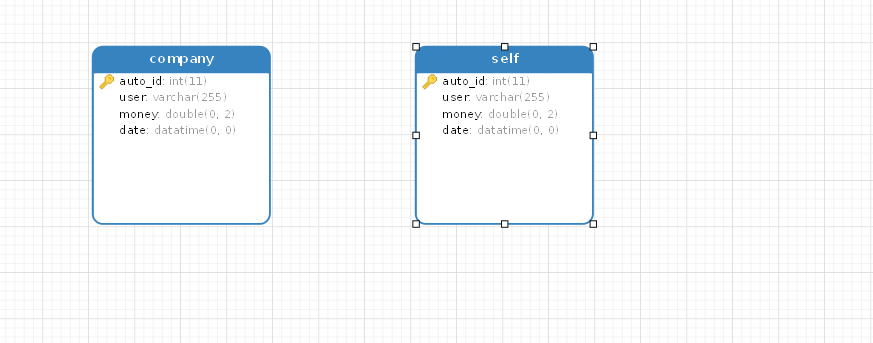 company
auto_id: int(11)
user: varchar(255)
money: double(0, 2)
date: datatime(0, 0)
self
auto_id: int(11)
user: varchar(255)
money: double(0, 2)
date: datatime(0, 0)